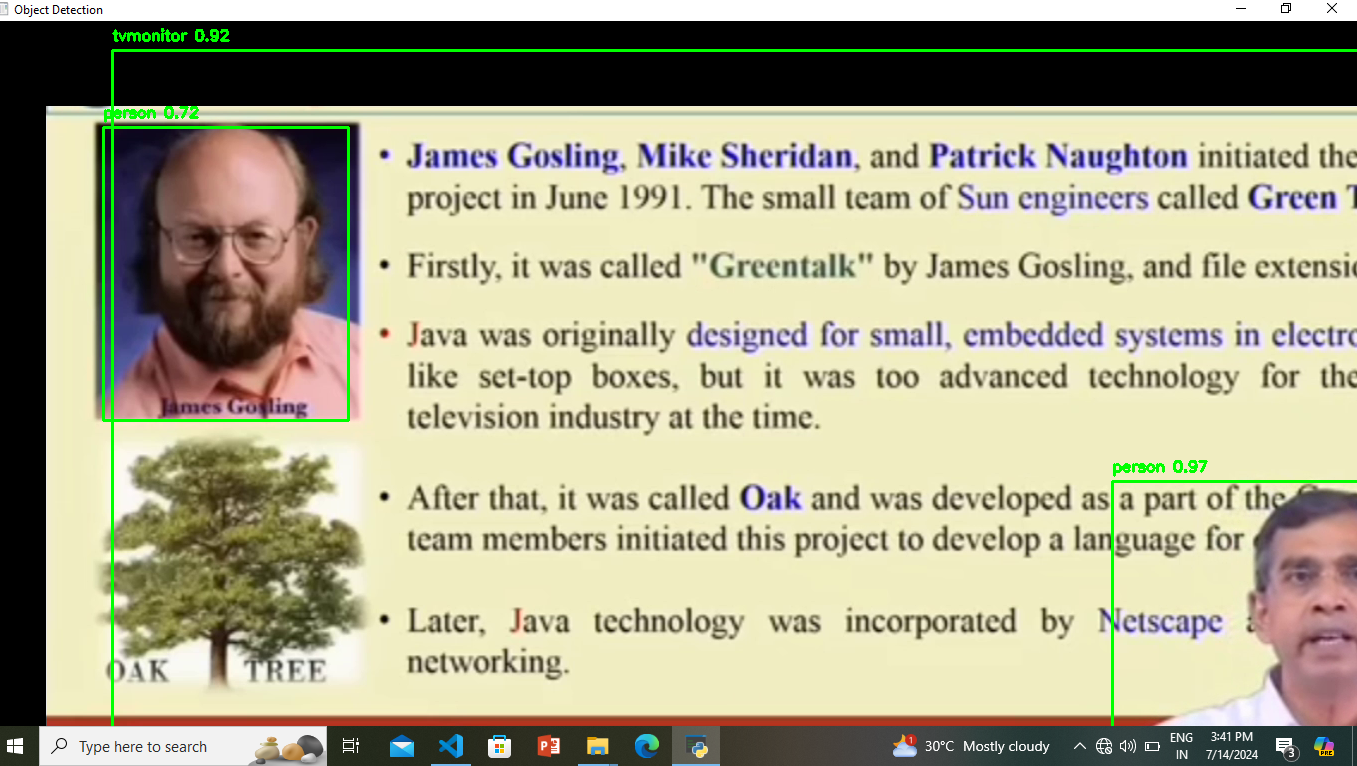 Object Detection
tvmonitor 0.92
person 0.72
James Gosling
• James Gosling, Mike Sheridan, and Patrick Naughton initiated the
project in June 1991. The small team of Sun engineers called Green T
• Firstly, it was called "Greentalk" by James Gosling, and file extensi
• Java was originally designed for small, embedded systems in electro
like set-top boxes, but it was too advanced technology for the
television industry at the time.
person 0.97
• After that, it was called Oak and was developed as a part of the
team members initiated this project to develop a language for
OAK TREE
• Later, Java technology was incorporated by Netscape
networking.
Type here to search
1
30°C Mostly cloudy
ENG
IN
3:41 PM
7/14/2024
3
PRE